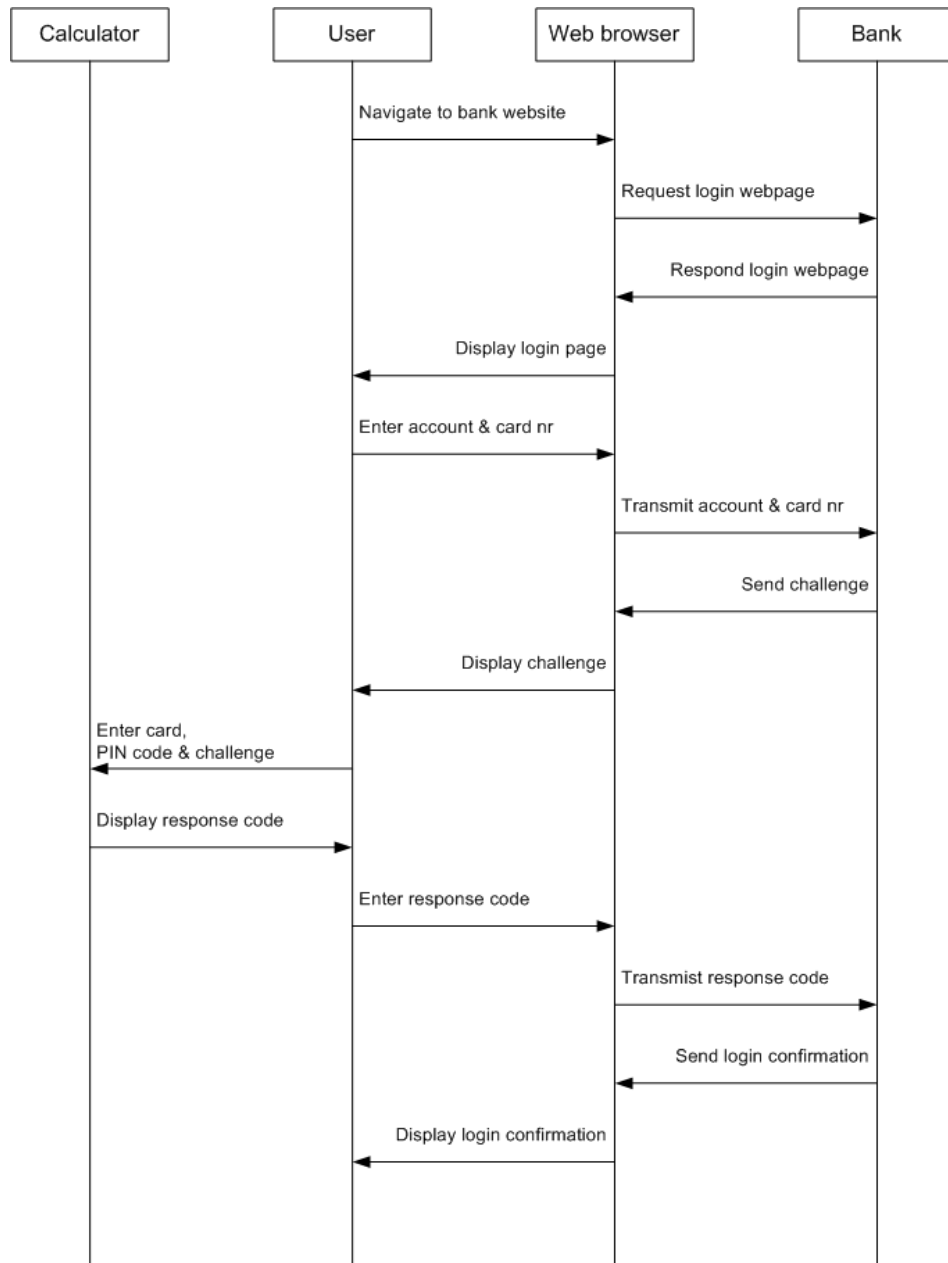 Calculator
User
Web browser
Bank
Navigate to bank website
Request login webpage
Respond login webpage
Display login page
Enter account & card nr
Transmit account & card nr
Send challenge
Display challenge
Enter card,
PIN code & challenge
Display response code
Enter response code
Transmist response code
Send login confirmation
Display login confirmation